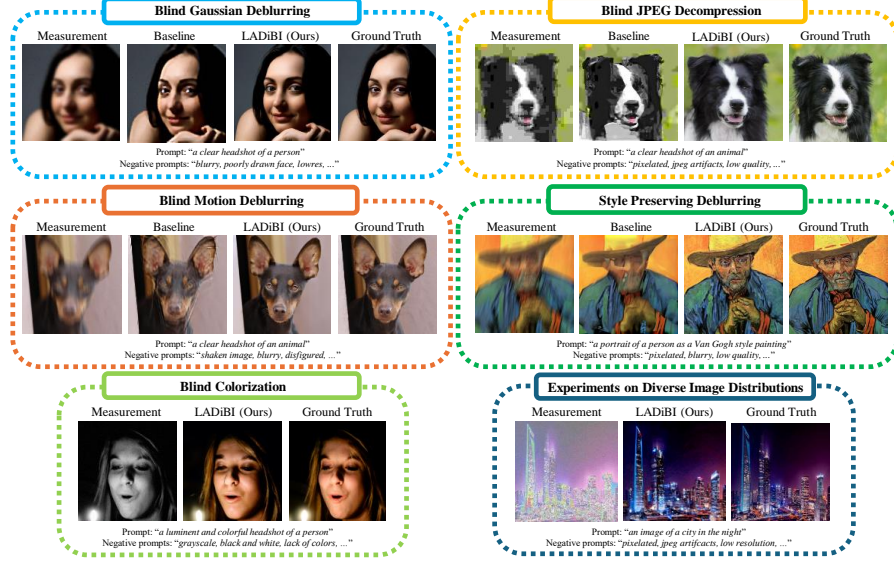 Blind Gaussian Deblurring
Measurement Baseline LADiBI (Ours) Ground Truth
Prompt: “a clear headshot of a person”
Negative prompts: “blurry, poorly drawn face, lowres, ...”
Blind JPEG Decompression
Measurement Baseline LADiBI (Ours) Ground Truth
Prompt: “a clear headshot of an animal”
Negative prompts: “pixelated, jpeg artifacts, low quality, ...”
Blind Motion Deblurring
Measurement Baseline LADiBI (Ours) Ground Truth
Prompt: “a clear headshot of an animal”
Negative prompts: “shaken image, blurry, disfigured, ...”
Style Preserving Deblurring
Measurement Baseline LADiBI (Ours) Ground Truth
Prompt: “a portrait of a person as a Van Gogh style painting”
Negative prompts: “pixelated, blurry, low quality, ...”
Blind Colorization
Measurement LADiBI (Ours) Ground Truth
Prompt: “a luminent and colorful headshot of a person”
Negative prompts: “grayscale, black and white, lack of colors, ...”
Experiments on Diverse Image Distributions
Measurement LADiBI (Ours) Ground Truth
Prompt: “an image of a city in the night”
Negative prompts: “pixelated, jpeg artifcacts, low resolution, ...”